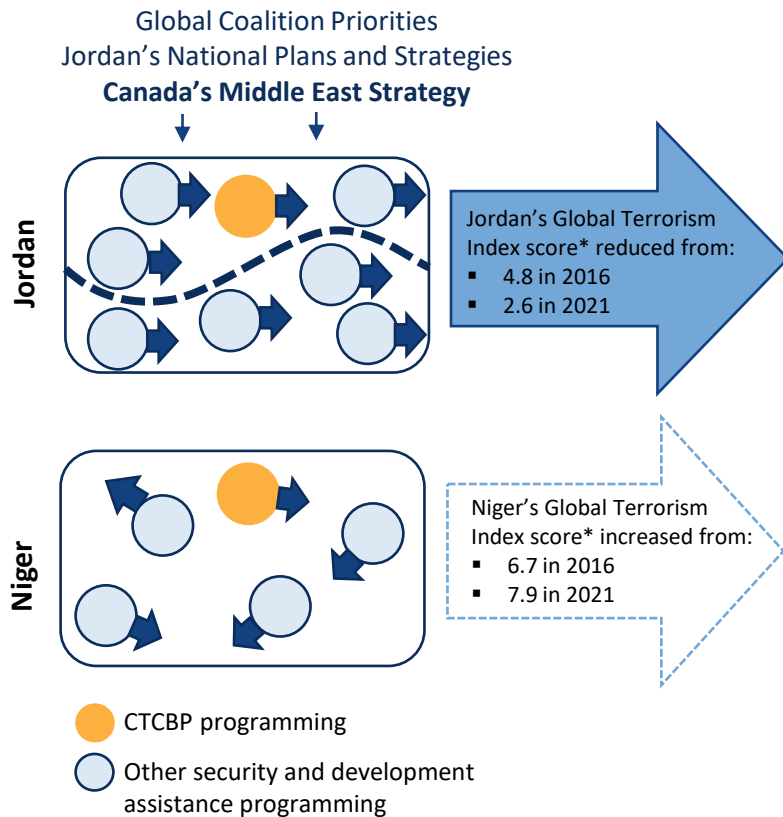 Global Coalition Priorities
Jordan’s National Plans and Strategies
Canada’s Middle East Strategy
Jordan
Jordan’s Global Terrorism
Index score* reduced from:
▪ 4.8 in 2016
▪ 2.6 in 2021
Niger
Niger’s Global Terrorism
Index score* increased from:
▪ 6.7 in 2016
▪ 7.9 in 2021
CTCBP programming
Other security and development
assistance programming